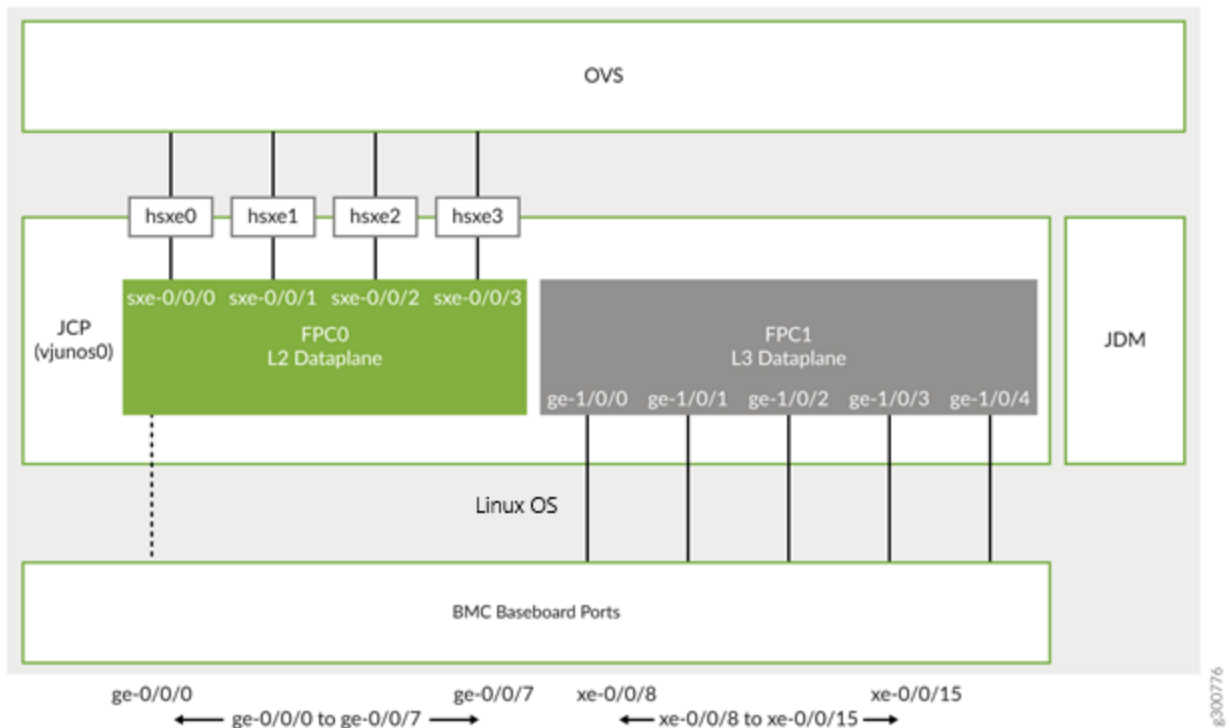 OVS
hsxe0 hsxe1 hsxe2 hsxe3
sxe-0/0/0 sxe-0/0/1 sxe-0/0/2 sxe-0/0/3
JCP
(vjunos0)
FPC0
L2 Dataplane
FPC1
L3 Dataplane
ge-1/0/0 ge-1/0/1 ge-1/0/2 ge-1/0/3 ge-1/0/4
JDM
Linux OS
BMC Baseboard Ports
ge-0/0/0 ge-0/0/7 xe-0/0/8 xe-0/0/15
ge-0/0/0 to ge-0/0/7 xe-0/0/8 to xe-0/0/15
g300776